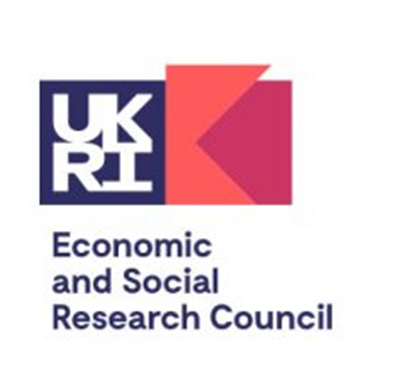 UK
RI
Economic
and Social
Research Council